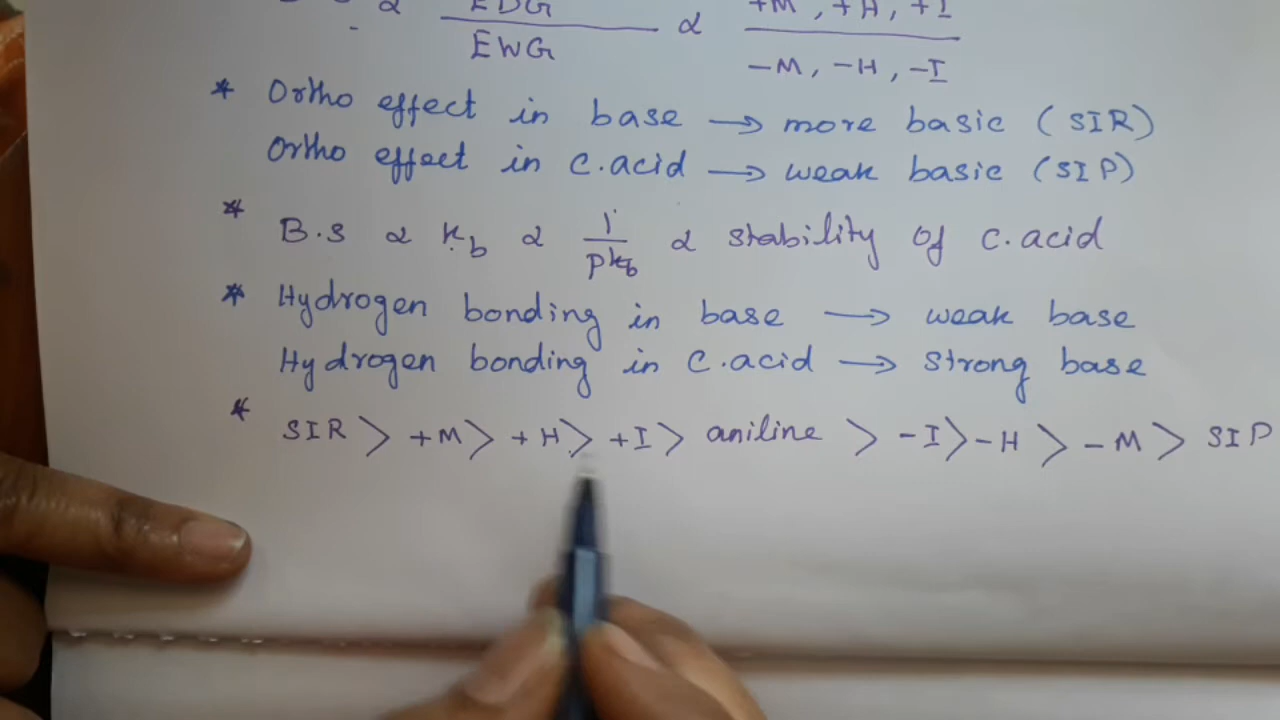 α EDG α +M, +H, +I
EWG -M, -H, -I
* Ortho effect in base → more basic (SIR)
Ortho effect in c.acid → weak basic (SIP)
* B.S α Kb α 1/Pkb α stability of c.acid
* Hydrogen bonding in base → weak base
Hydrogen bonding in c.acid → strong base
* SIR > +M > +H > +I > aniline > -I > -H > -M > SIP